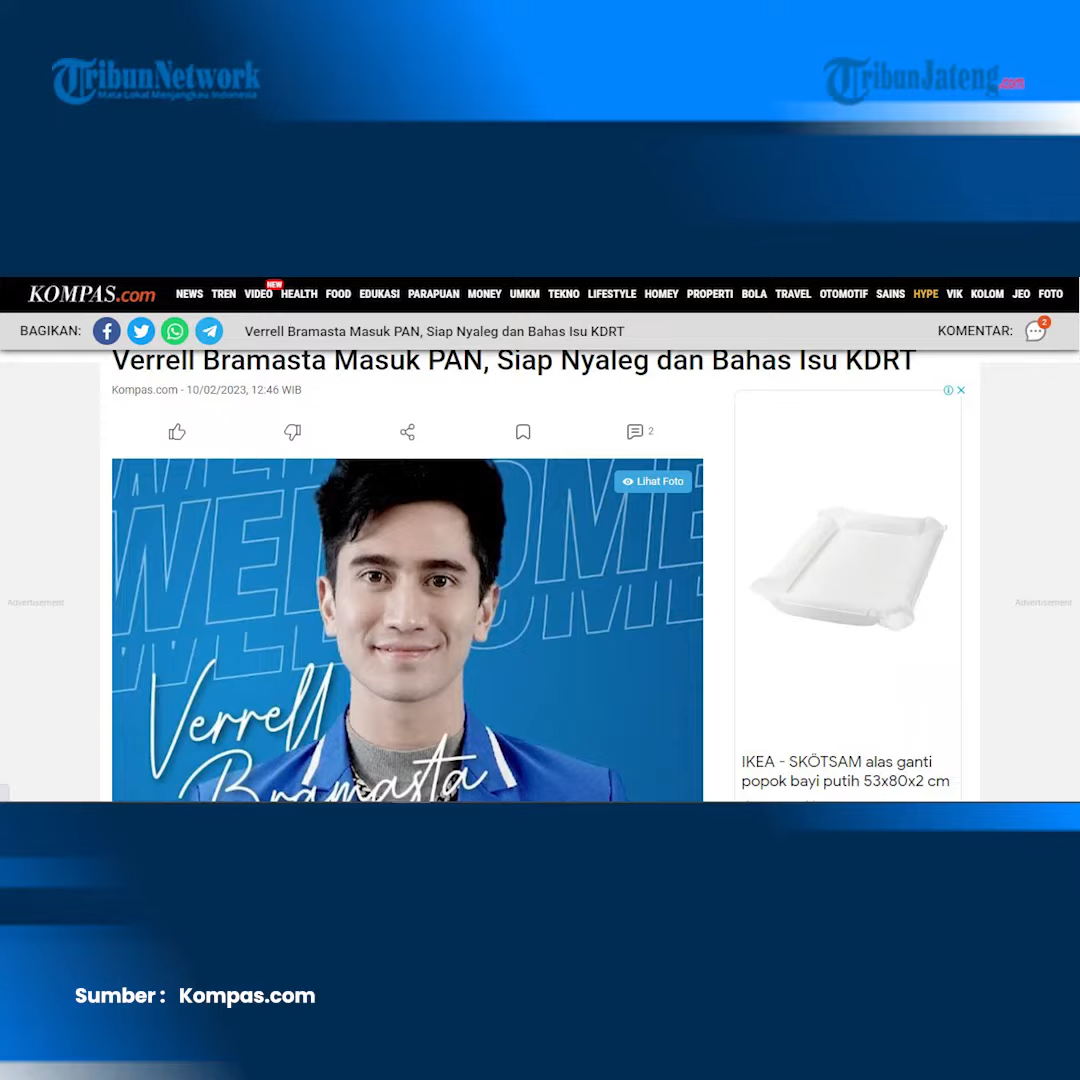 TribunNetwork
Mata Lokal Menjangkau Indonesia
TribunJateng.com
KOMPAS.com NEWS TREN VIDEO NEW HEALTH FOOD EDUKASI PARAPUAN MONEY UMKM TEKNO LIFESTYLE HOMEY PROPERTI BOLA TRAVEL OTOMOTIF SAINS HYPE VIK KOLOM JEO FOTO
BAGIKAN: Verrell Bramasta Masuk PAN, Siap Nyaleg dan Bahas Isu KDRT KOMENTAR: 2
Verrell Bramasta Masuk PAN, Siap Nyaleg dan Bahas Isu KDRT
Kompas.com - 10/02/2023, 12:46 WIB
2
Lihat Foto
WELCOME
WELCOME
WELCOME
Verrell
Bramasta
Advertisement
Advertisement
IKEA - SKÖTSAM alas ganti
popok bayi putih 53x80x2 cm
Sumber : Kompas.com